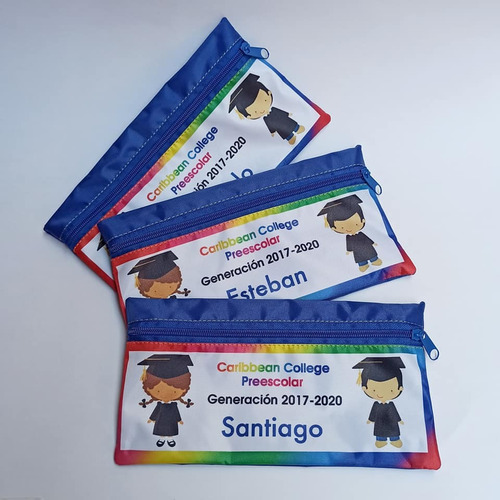 Caribbean College
Preescolar
ción 2017-2020
Caribbean College
Preescolar
Generación 2017-2020
Esteban
Caribbean College
Preescolar
Generación 2017-2020
Santiago